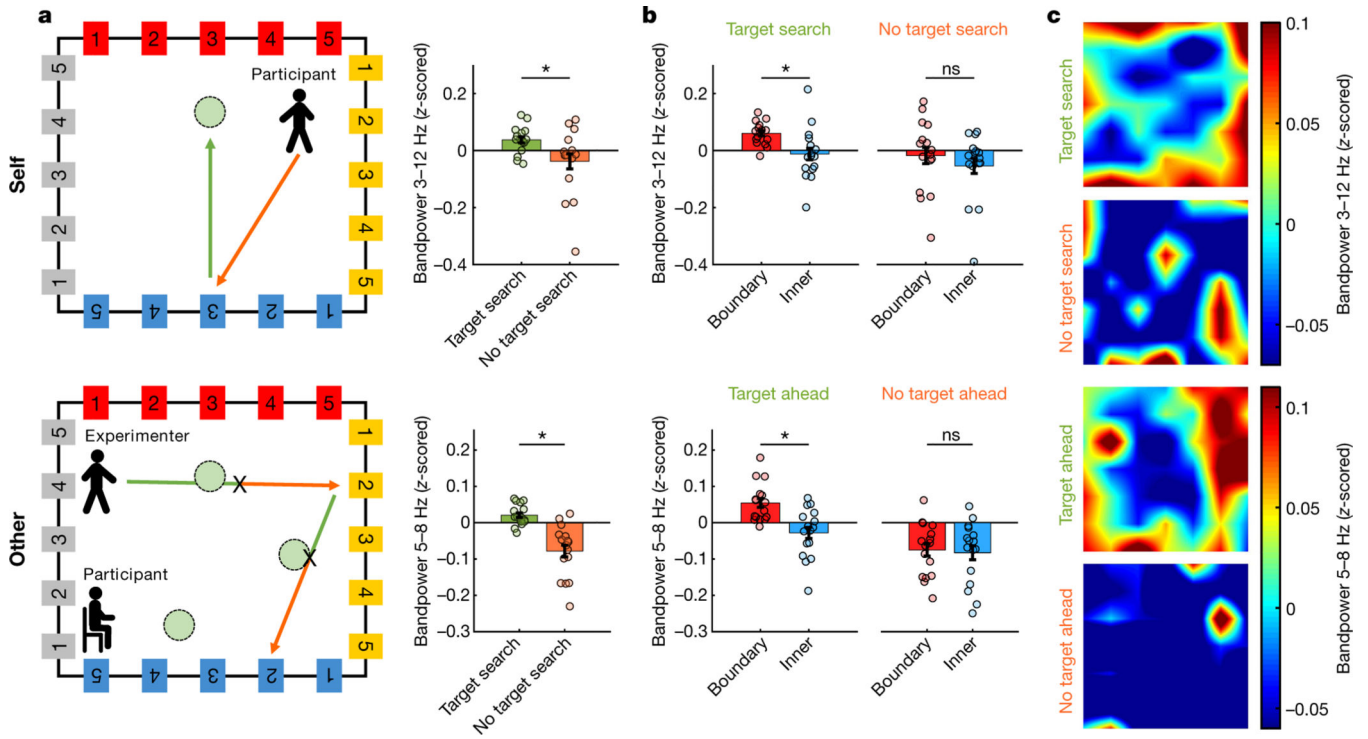 a
Self
1 2 3 4 5
5 4 3 2 1
1 2 3 4 5
5 4 3 2 1
Participant
Bandpower 3–12 Hz (z-scored)
0.2
0
−0.2
−0.4
*
Target search
No target search
b
Target search
No target search
Bandpower 3–12 Hz (z-scored)
0.2
0
−0.2
−0.4
*
ns
Boundary
Inner
Boundary
Inner
c
Target search
No target search
0.1
0.05
0
−0.05
Bandpower 3–12 Hz (z-scored)
Other
1 2 3 4 5
5 4 3 2 1
1 2 3 4 5
5 4 3 2 1
Experimenter
X
X
Participant
Bandpower 5–8 Hz (z-scored)
0.2
0.1
0
−0.1
−0.2
−0.3
*
Target search
No target search
Target ahead
No target ahead
Bandpower 5–8 Hz (z-scored)
0.2
0.1
0
−0.1
−0.2
−0.3
*
ns
Boundary
Inner
Boundary
Inner
Target ahead
No target ahead
0.1
0.05
0
−0.05
Bandpower 5–8 Hz (z-scored)